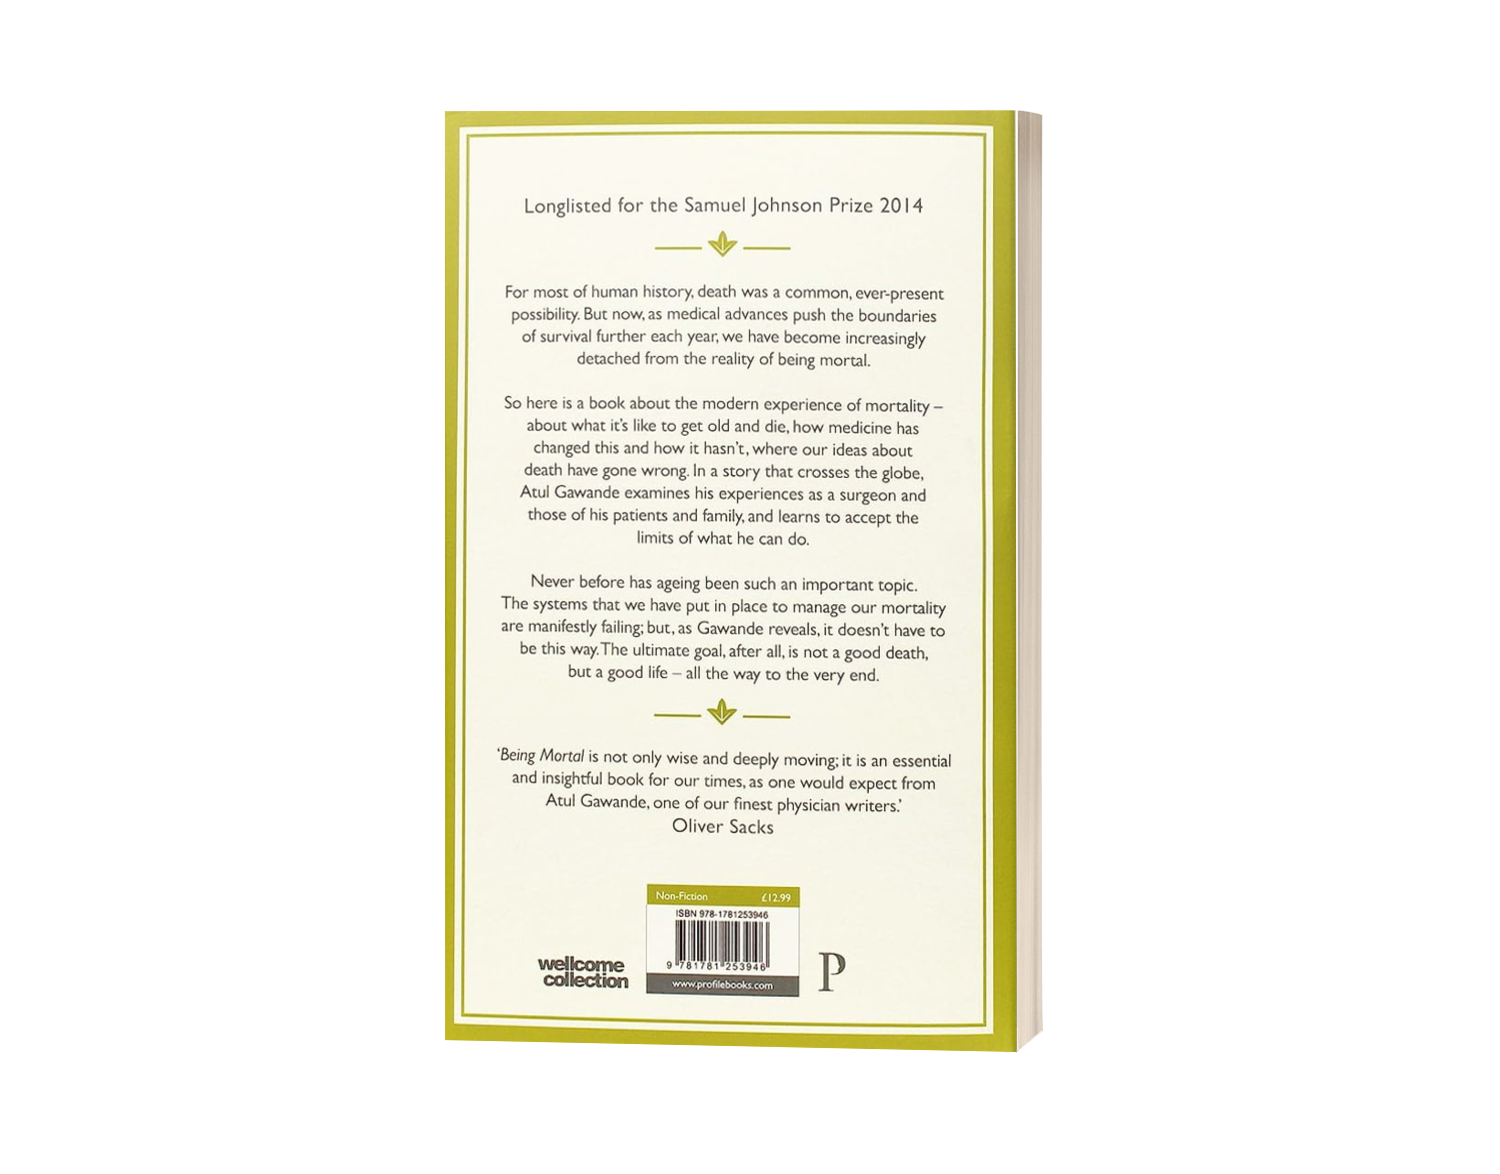 Longlisted for the Samuel Johnson Prize 2014
For most of human history, death was a common, ever-present
possibility. But now, as medical advances push the boundaries
of survival further each year, we have become increasingly
detached from the reality of being mortal.
So here is a book about the modern experience of mortality –
about what it's like to get old and die, how medicine has
changed this and how it hasn't, where our ideas about
death have gone wrong. In a story that crosses the globe,
Atul Gawande examines his experiences as a surgeon and
those of his patients and family, and learns to accept the
limits of what he can do.
Never before has ageing been such an important topic.
The systems that we have put in place to manage our mortality
are manifestly failing; but, as Gawande reveals, it doesn't have to
be this way. The ultimate goal, after all, is not a good death,
but a good life – all the way to the very end.
'Being Mortal is not only wise and deeply moving; it is an essential
and insightful book for our times, as one would expect from
Atul Gawande, one of our finest physician writers.'
Oliver Sacks
Non-Fiction £12.99
ISBN 978-1781253946
9 781781 253946
www.profilebooks.com
wellcome
collection
P